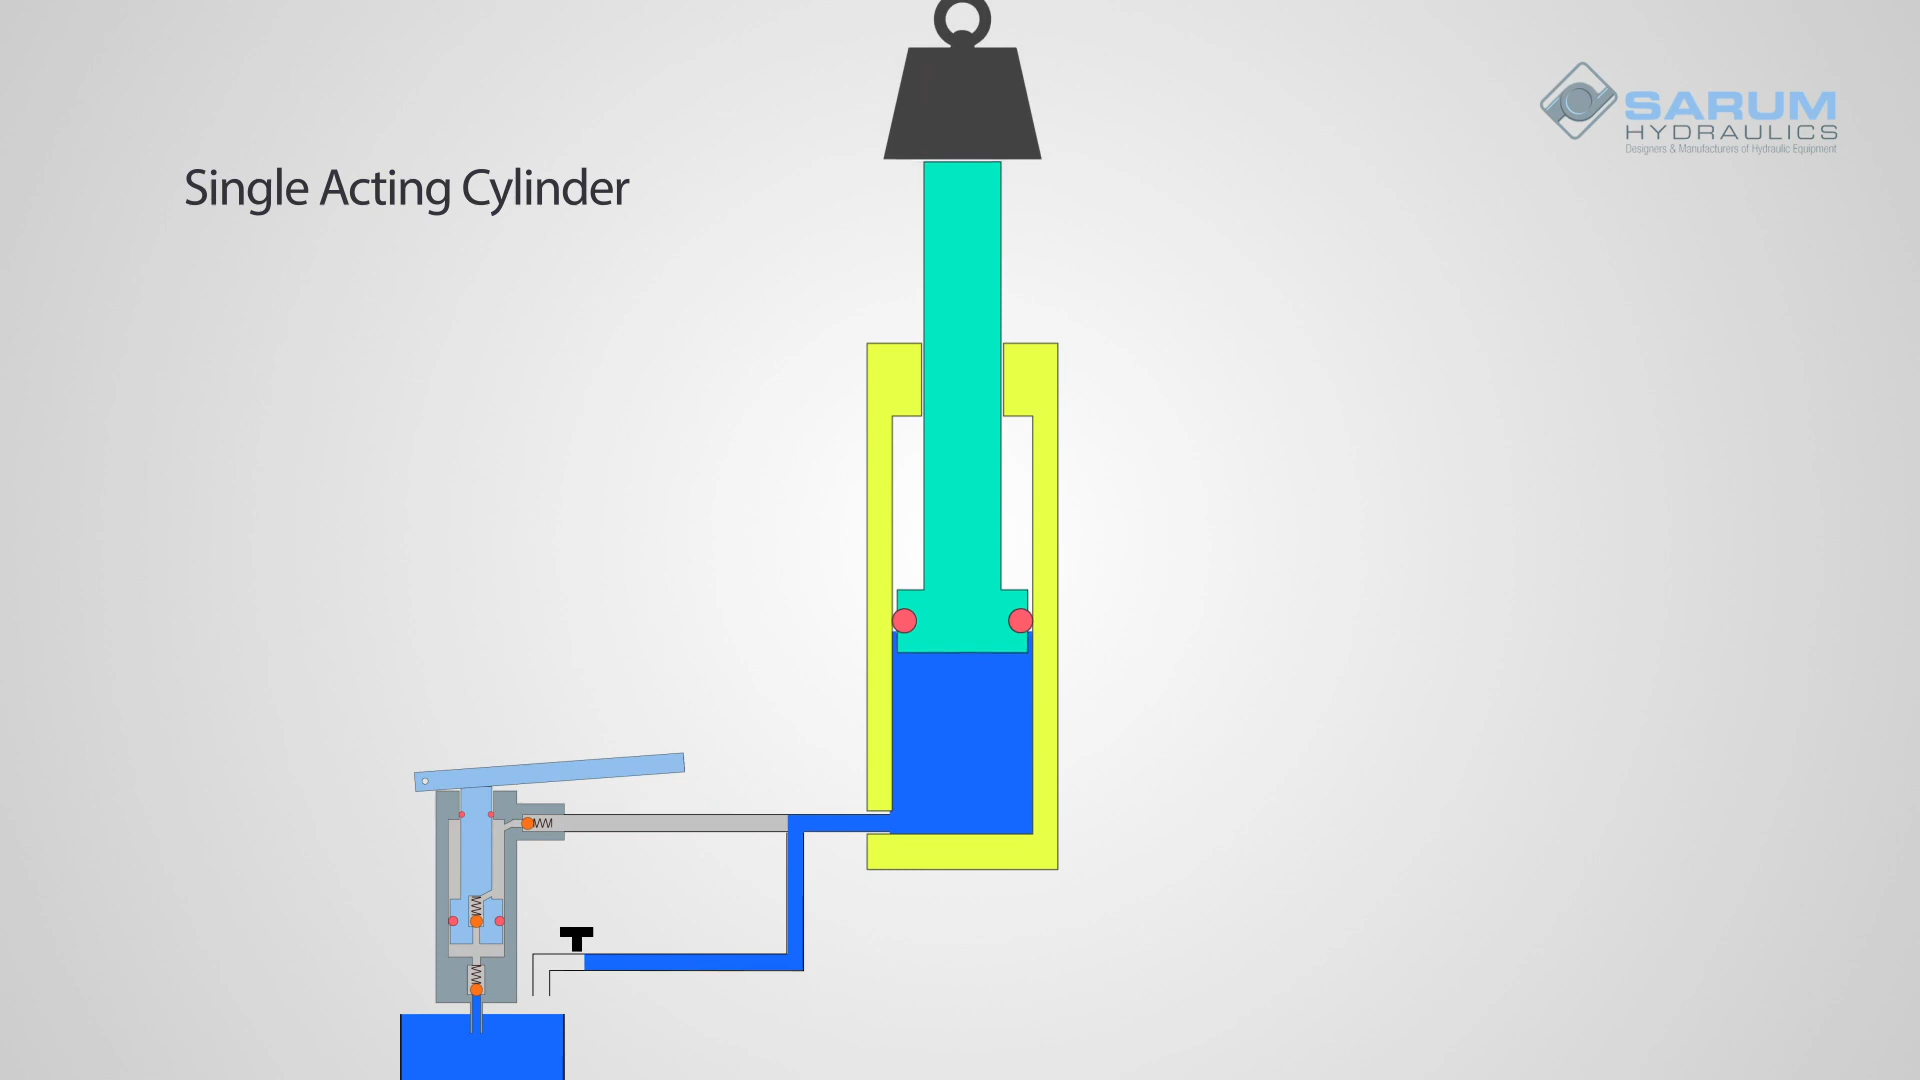 Single Acting Cylinder
SARUM
HYDRAULICS
Designers & Manufacturers of Hydraulic Equipment